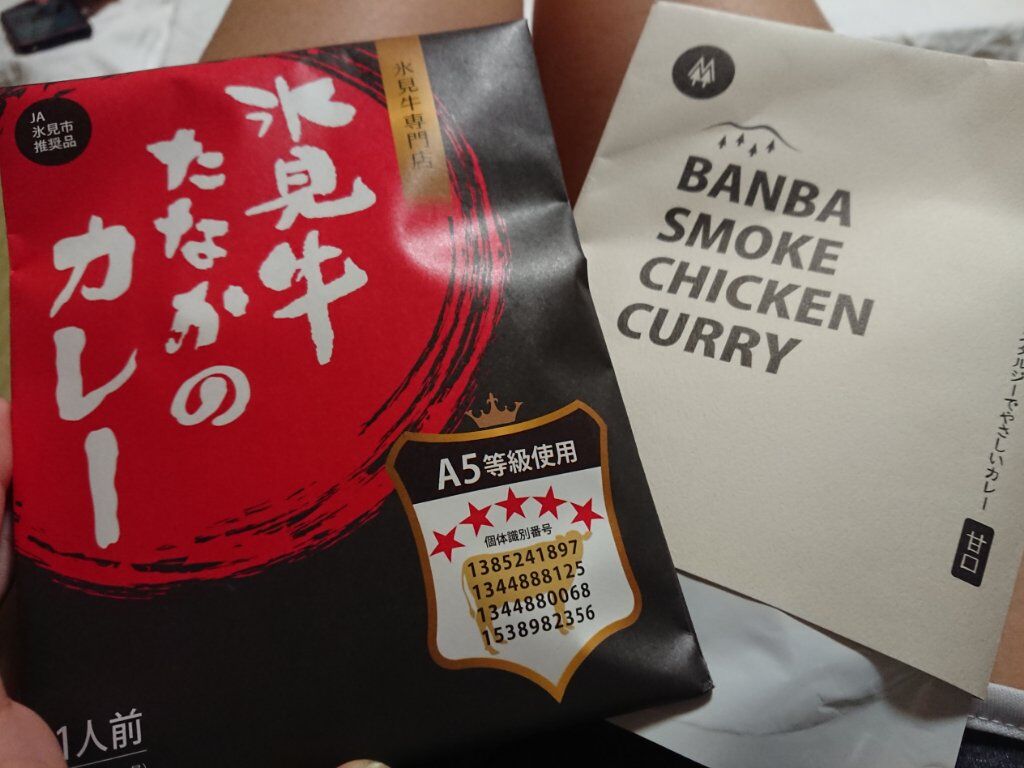 JA
氷見市
推奨品
氷見牛専門店
氷見牛
たなかの
カレー
A5等級使用
個体識別番号
1385241897
1344888125
1344880068
1538982356
1人前
BANBA
SMOKE
CHICKEN
CURRY
ルジーでやさしいカレー
甘口